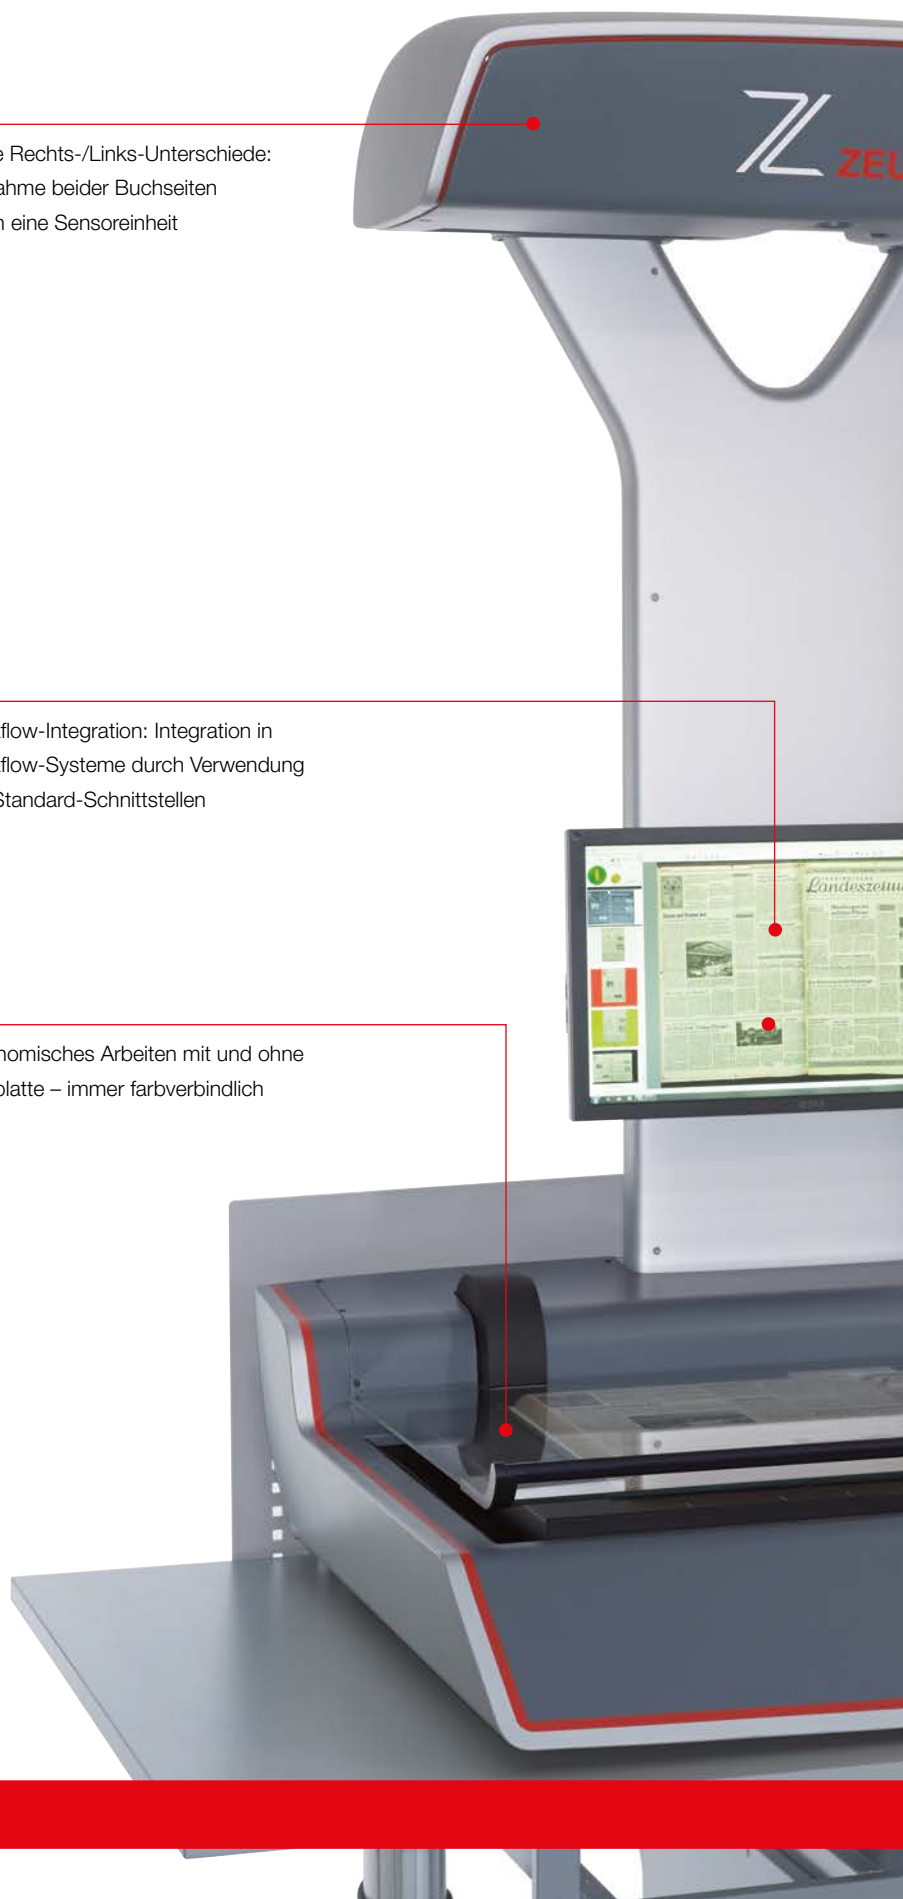 e Rechts-/Links-Unterschiede:
ahme beider Buchseiten
n eine Sensoreinheit
ZEU
flow-Integration: Integration in
flow-Systeme durch Verwendung
Standard-Schnittstellen
Landeszeitu
nomisches Arbeiten mit und ohne
platte – immer farbverbindlich